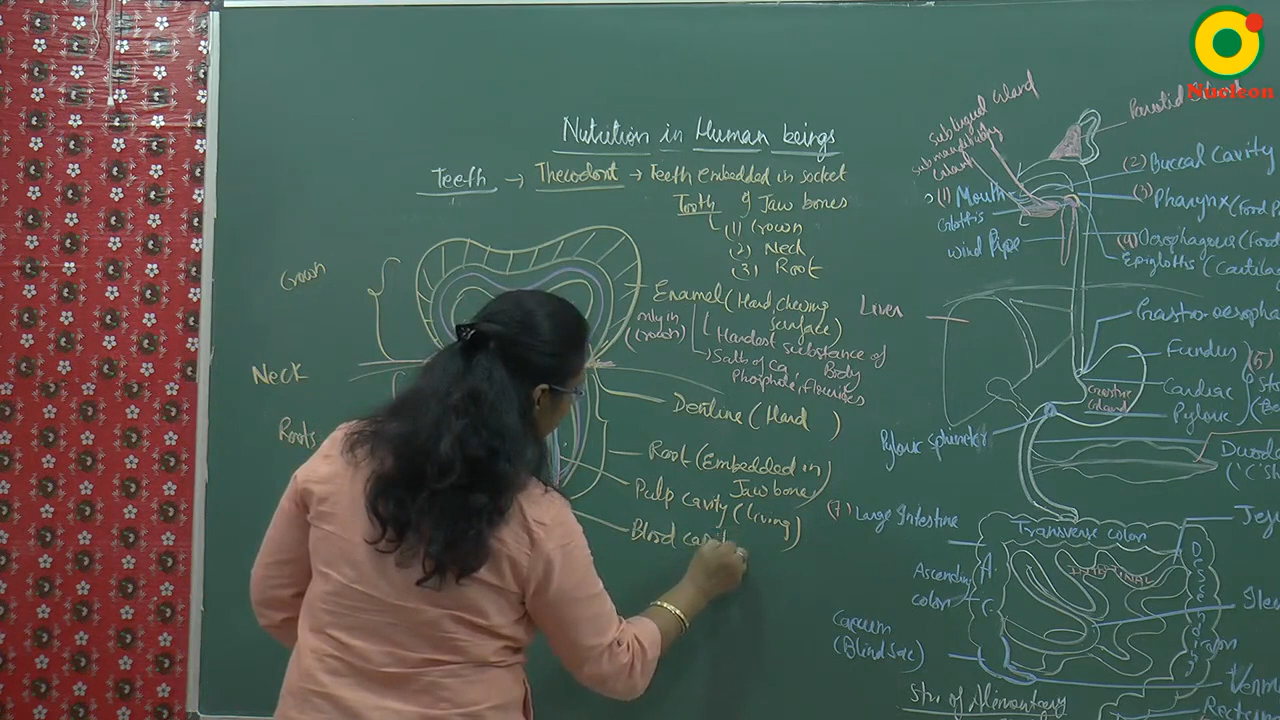 Nucleon
Nutrition in Human beings
Teeth → Thecodont → Teeth embedded in socket
of Jaw bones
Tooth
(1) Crown
(2) Neck
(3) Root
Crown
Neck
Roots
Enamel (Hard, chewing
surface)
only in
crown)
Hardest substance of
Body
Salts of Ca,
Phosphate, Flourides
Dentine (Hard )
Root (Embedded in
Jaw bone)
Pulp cavity (living)
Blood
Sublingual Gland
Submandibular
Gland
Parotid Gland
(1) Mouth
(2) Buccal Cavity
(3) Pharynx (Food
Glottis
Wind Pipe
(4) Oesophagous (Food
Epiglottis (Cartila
Liver
Gastro-oesopha
Fundus
Cardiac
Pyloric
(5)
Gastric
Gland
Pyloric sphincter
Duode
('C' Sh
(7) Large Intestine
Transverse colon
Jej
Ascending
colon
A.
C.
Ile
Caecum
(Blind Sac)
Verm
Rectum
Str. of Alimentary